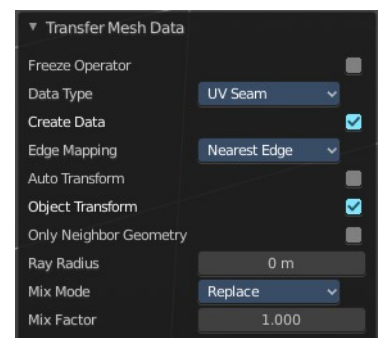 Transfer Mesh Data
Freeze Operator
Data Type UV Seam
Create Data
Edge Mapping Nearest Edge
Auto Transform
Object Transform
Only Neighbor Geometry
Ray Radius 0 m
Mix Mode Replace
Mix Factor 1.000